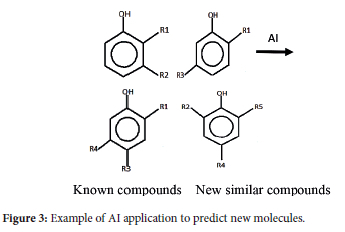 OH OH
R1 R1
AI
R2 R3
OH OH
R1 R2 R5
R4
R3 R4
Known compounds New similar compounds
Figure 3: Example of AI application to predict new molecules.